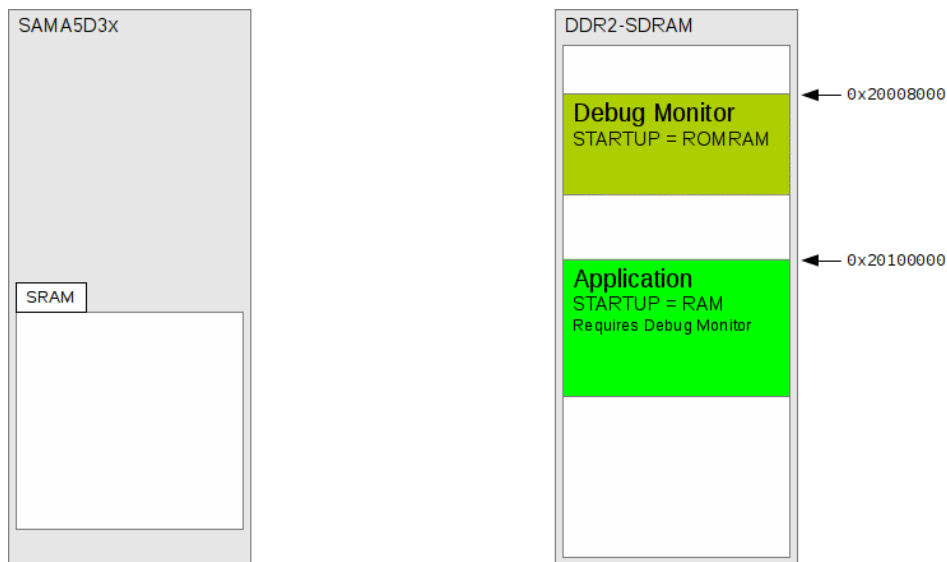 SAMA5D3x
SRAM
DDR2-SDRAM
0x20008000
Debug Monitor
STARTUP = ROMRAM
0x20100000
Application
STARTUP = RAM
Requires Debug Monitor